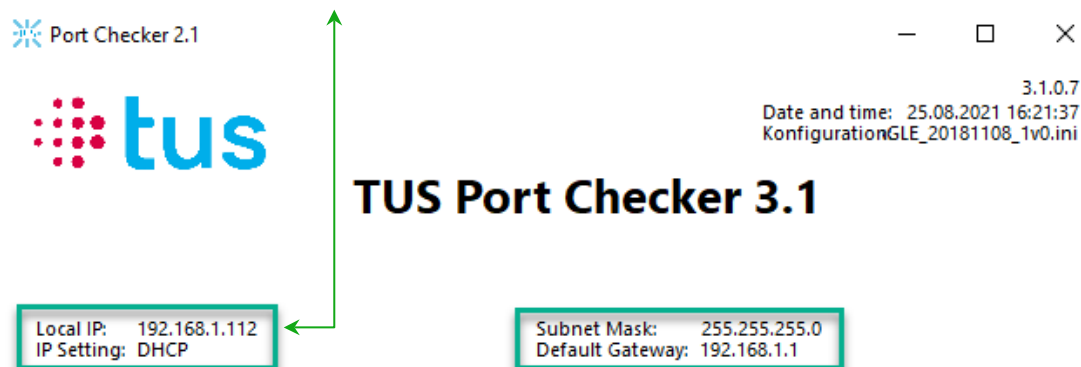 Port Checker 2.1
3.1.0.7
Date and time: 25.08.2021 16:21:37
KonfigurationGLE_20181108_1v0.ini
tus
TUS Port Checker 3.1
Local IP: 192.168.1.112
IP Setting: DHCP
Subnet Mask: 255.255.255.0
Default Gateway: 192.168.1.1